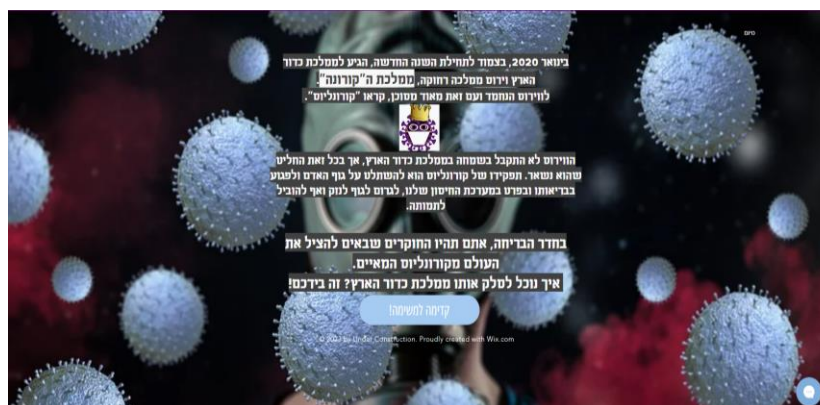 סיום
בינואר 2020, בצמוד לתחילת השנה החדשה, הגיע לממלכת כדור
הארץ וירוס מממלכה רחוקה, ממלכת ה"קורונה".
לווירוס הנחמד ועם זאת מאוד מסוכן, קראו "קורונליוס".
הווירוס לא התקבל בשמחה בממלכת כדור הארץ, אך בכל זאת החליט
שהוא נשאר. תפקידו של קורונליוס הוא להשתלט על גוף האדם ולפגוע
בבריאותו ובפרט במערכת החיסון שלנו, לגרום לגוף לנזק ואף להוביל
לתמותה.
בחדר הבריחה, אתם תהיו החוקרים שבאים להציל את
העולם מקורונליוס המאיים.
איך נוכל לסלק אותו ממלכת כדור הארץ? זה בידכם!
קדימה למשימה!
by Under Construction. Proudly created with Wix.com